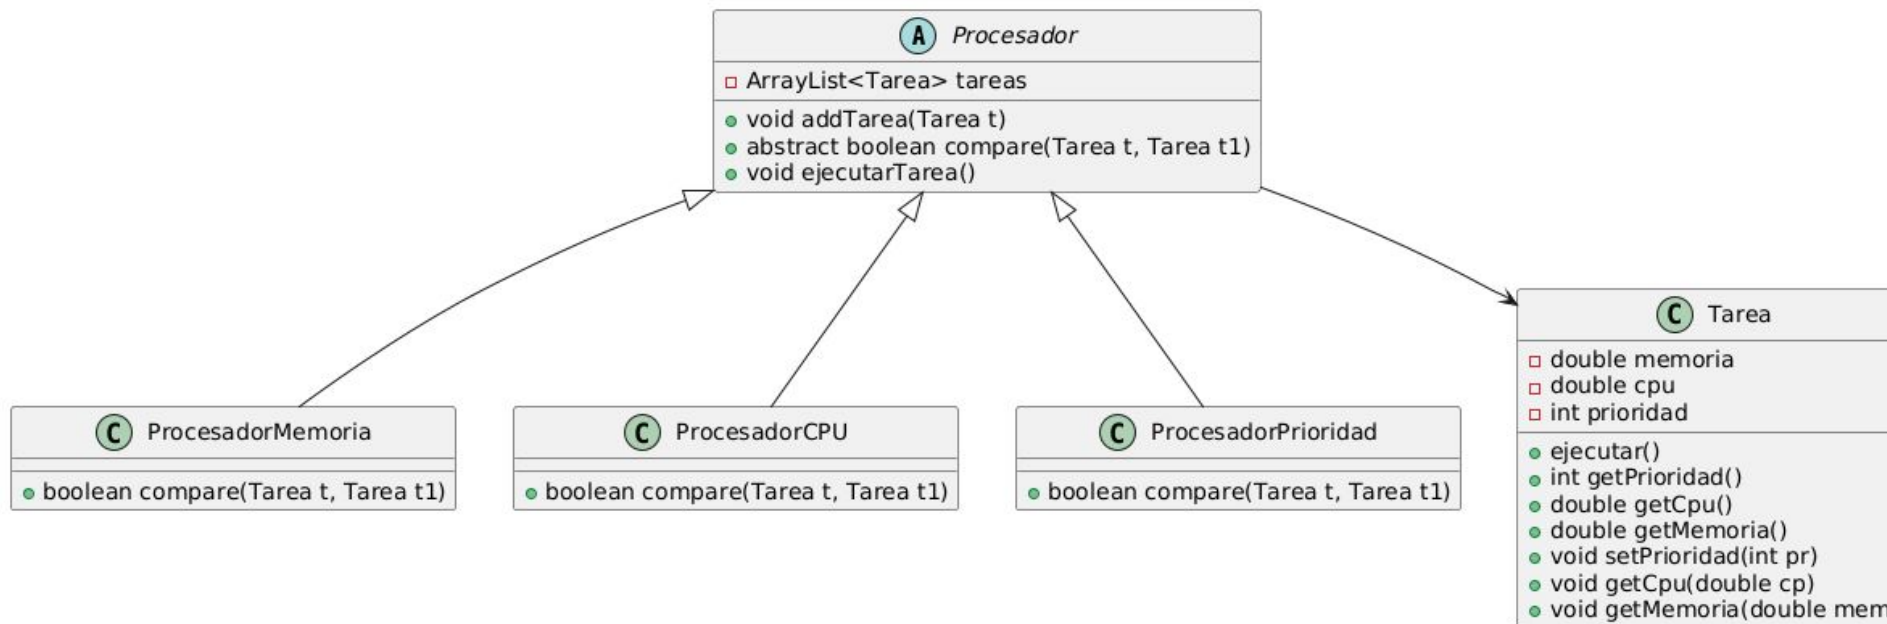 A Procesador
ArrayList<Tarea> tareas
void addTarea(Tarea t)
abstract boolean compare(Tarea t, Tarea t1)
void ejecutarTarea()
C ProcesadorMemoria
boolean compare(Tarea t, Tarea t1)
C ProcesadorCPU
boolean compare(Tarea t, Tarea t1)
C ProcesadorPrioridad
boolean compare(Tarea t, Tarea t1)
C Tarea
double memoria
double cpu
int prioridad
ejecutar()
int getPrioridad()
double getCpu()
double getMemoria()
void setPrioridad(int pr)
void getCpu(double cp)
void getMemoria(double mem